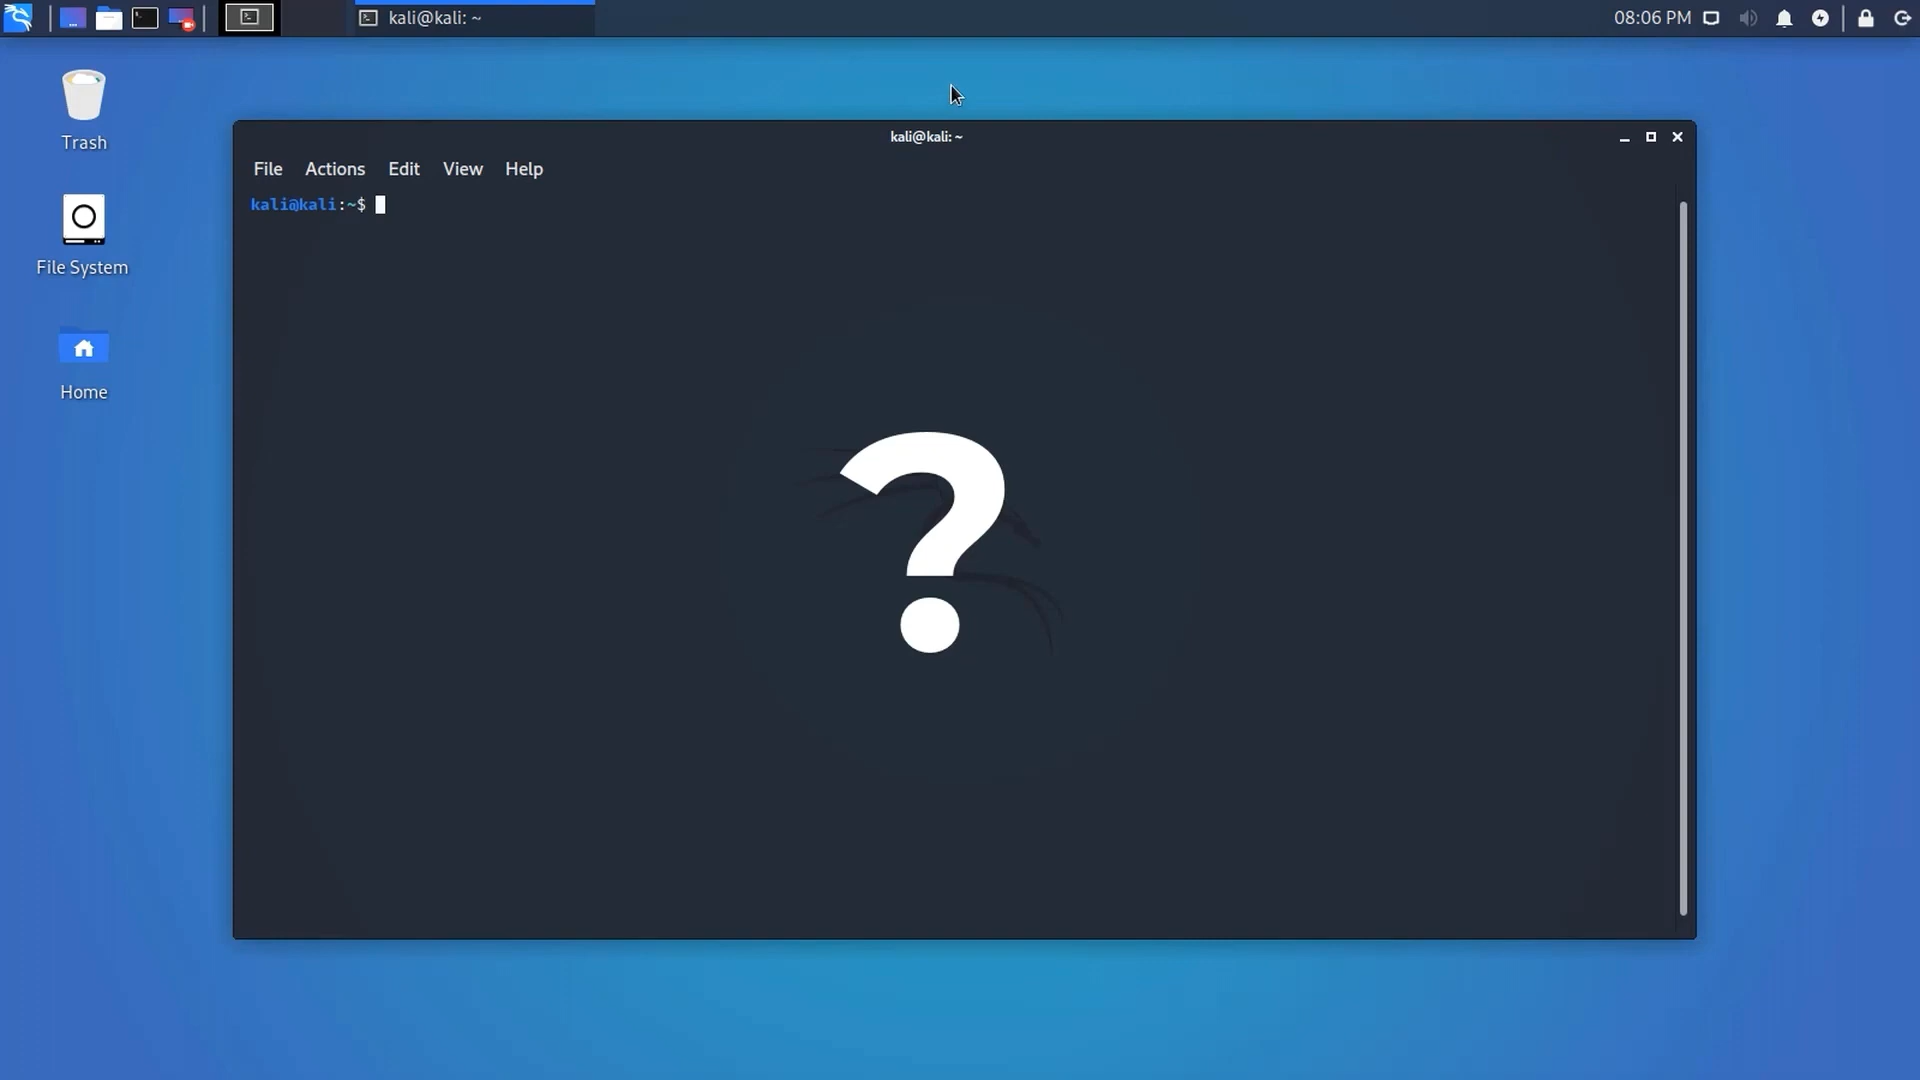 kali@kali: ~
08:06 PM
Trash
File System
Home
kali@kali: ~
File Actions Edit View Help
kali@kali:~$
?